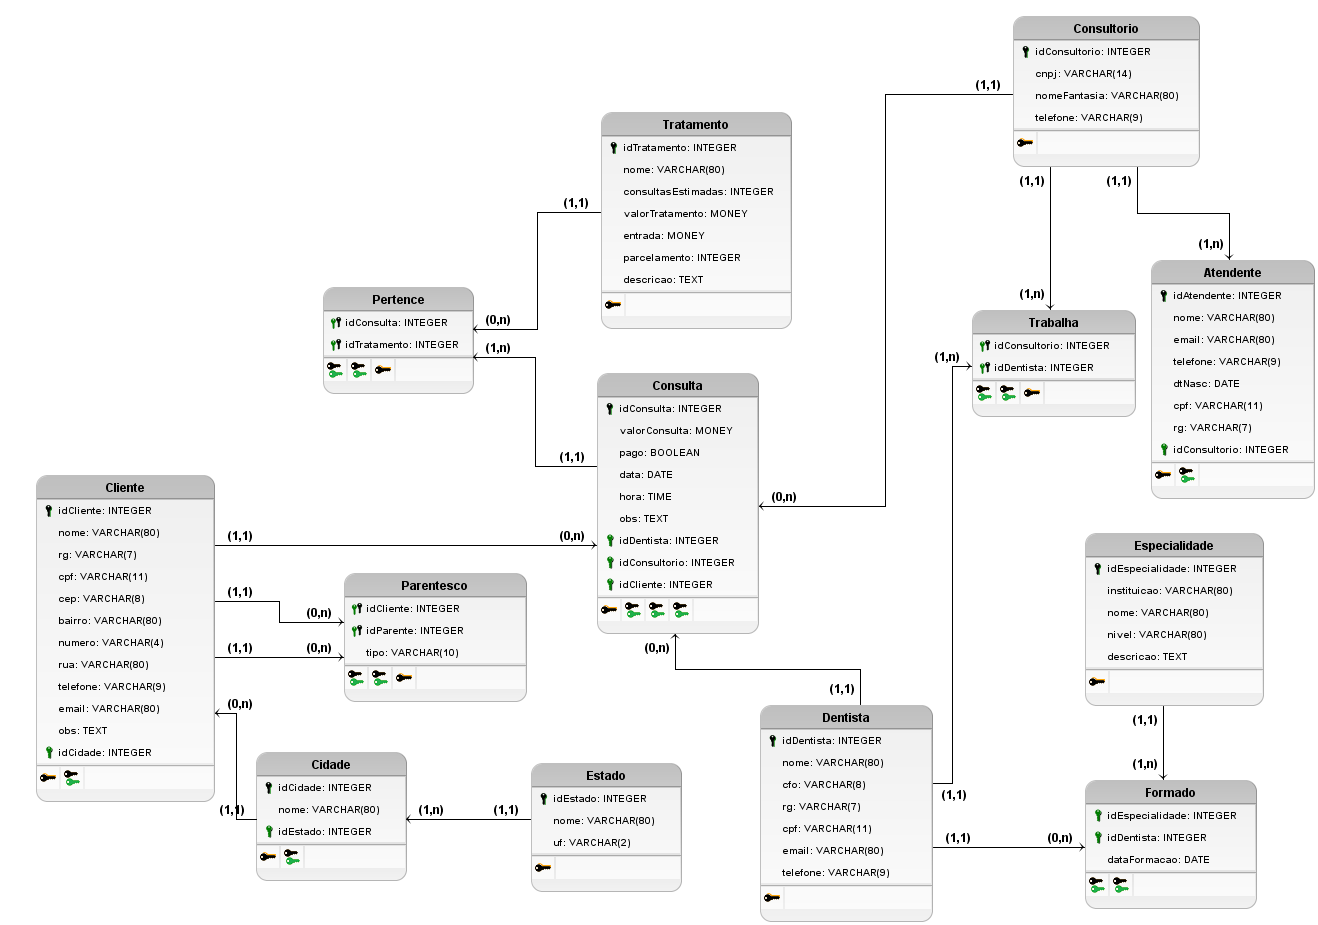 Consultorio
idConsultorio: INTEGER
cnpj: VARCHAR(14)
nomeFantasia: VARCHAR(80)
telefone: VARCHAR(9)
(1,1)
(1,1)
(1,1)
Tratamento
idTratamento: INTEGER
nome: VARCHAR(80)
consultasEstimadas: INTEGER
valorTratamento: MONEY
entrada: MONEY
parcelamento: INTEGER
descricao: TEXT
(1,1)
(1,n)
Atendente
idAtendente: INTEGER
nome: VARCHAR(80)
email: VARCHAR(80)
telefone: VARCHAR(9)
dtNasc: DATE
cpf: VARCHAR(11)
rg: VARCHAR(7)
idConsultorio: INTEGER
Pertence
idConsulta: INTEGER
idTratamento: INTEGER
(0,n)
(1,n)
(1,n)
Trabalha
idConsultorio: INTEGER
idDentista: INTEGER
(1,n)
Consulta
idConsulta: INTEGER
valorConsulta: MONEY
pago: BOOLEAN
data: DATE
hora: TIME
obs: TEXT
idDentista: INTEGER
idConsultorio: INTEGER
idCliente: INTEGER
(1,1)
(0,n)
(0,n)
(0,n)
Cliente
idCliente: INTEGER
nome: VARCHAR(80)
rg: VARCHAR(7)
cpf: VARCHAR(11)
cep: VARCHAR(8)
bairro: VARCHAR(80)
numero: VARCHAR(4)
rua: VARCHAR(80)
telefone: VARCHAR(9)
email: VARCHAR(80)
obs: TEXT
idCidade: INTEGER
(1,1)
(1,1)
(1,1)
(0,n)
Parentesco
idCliente: INTEGER
idParente: INTEGER
tipo: VARCHAR(10)
(0,n)
(0,n)
Especialidade
idEspecialidade: INTEGER
instituicao: VARCHAR(80)
nome: VARCHAR(80)
nivel: VARCHAR(80)
descricao: TEXT
(1,1)
(1,n)
Cidade
idCidade: INTEGER
nome: VARCHAR(80)
idEstado: INTEGER
(1,1)
(1,n)
(1,1)
Estado
idEstado: INTEGER
nome: VARCHAR(80)
uf: VARCHAR(2)
(1,1)
Dentista
idDentista: INTEGER
nome: VARCHAR(80)
cfo: VARCHAR(8)
rg: VARCHAR(7)
cpf: VARCHAR(11)
email: VARCHAR(80)
telefone: VARCHAR(9)
(1,1)
(1,1)
(0,n)
Formado
idEspecialidade: INTEGER
idDentista: INTEGER
dataFormacao: DATE